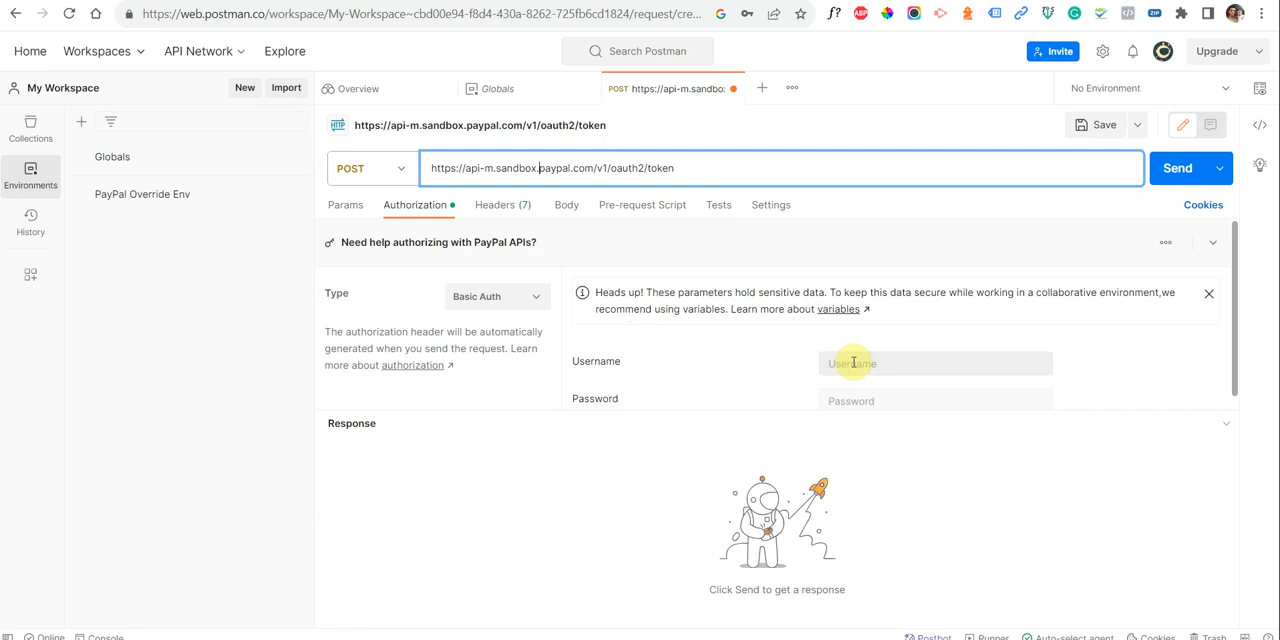 https://web.postman.co/workspace/My-Workspace~cbd00e94-f8d4-430a-8262-725fb6cd1824/request/cre...
Home Workspaces API Network Explore Search Postman Invite Upgrade
My Workspace New Import Overview Globals POST https://api-m.sandbo: No Environment
Collections
Environments
History
Globals
PayPal Override Env
HTTP https://api-m.sandbox.paypal.com/v1/oauth2/token Save
POST https://api-m.sandbox.paypal.com/v1/oauth2/token Send
Params Authorization Headers (7) Body Pre-request Script Tests Settings Cookies
Need help authorizing with PayPal APIs?
Type Basic Auth
The authorization header will be automatically
generated when you send the request. Learn
more about authorization ↗
Heads up! These parameters hold sensitive data. To keep this data secure while working in a collaborative environment,we
recommend using variables. Learn more about variables ↗
Username Username
Password Password
Response
Click Send to get a response
Online Console Postbot Runner Auto-select agent Cookies Trash